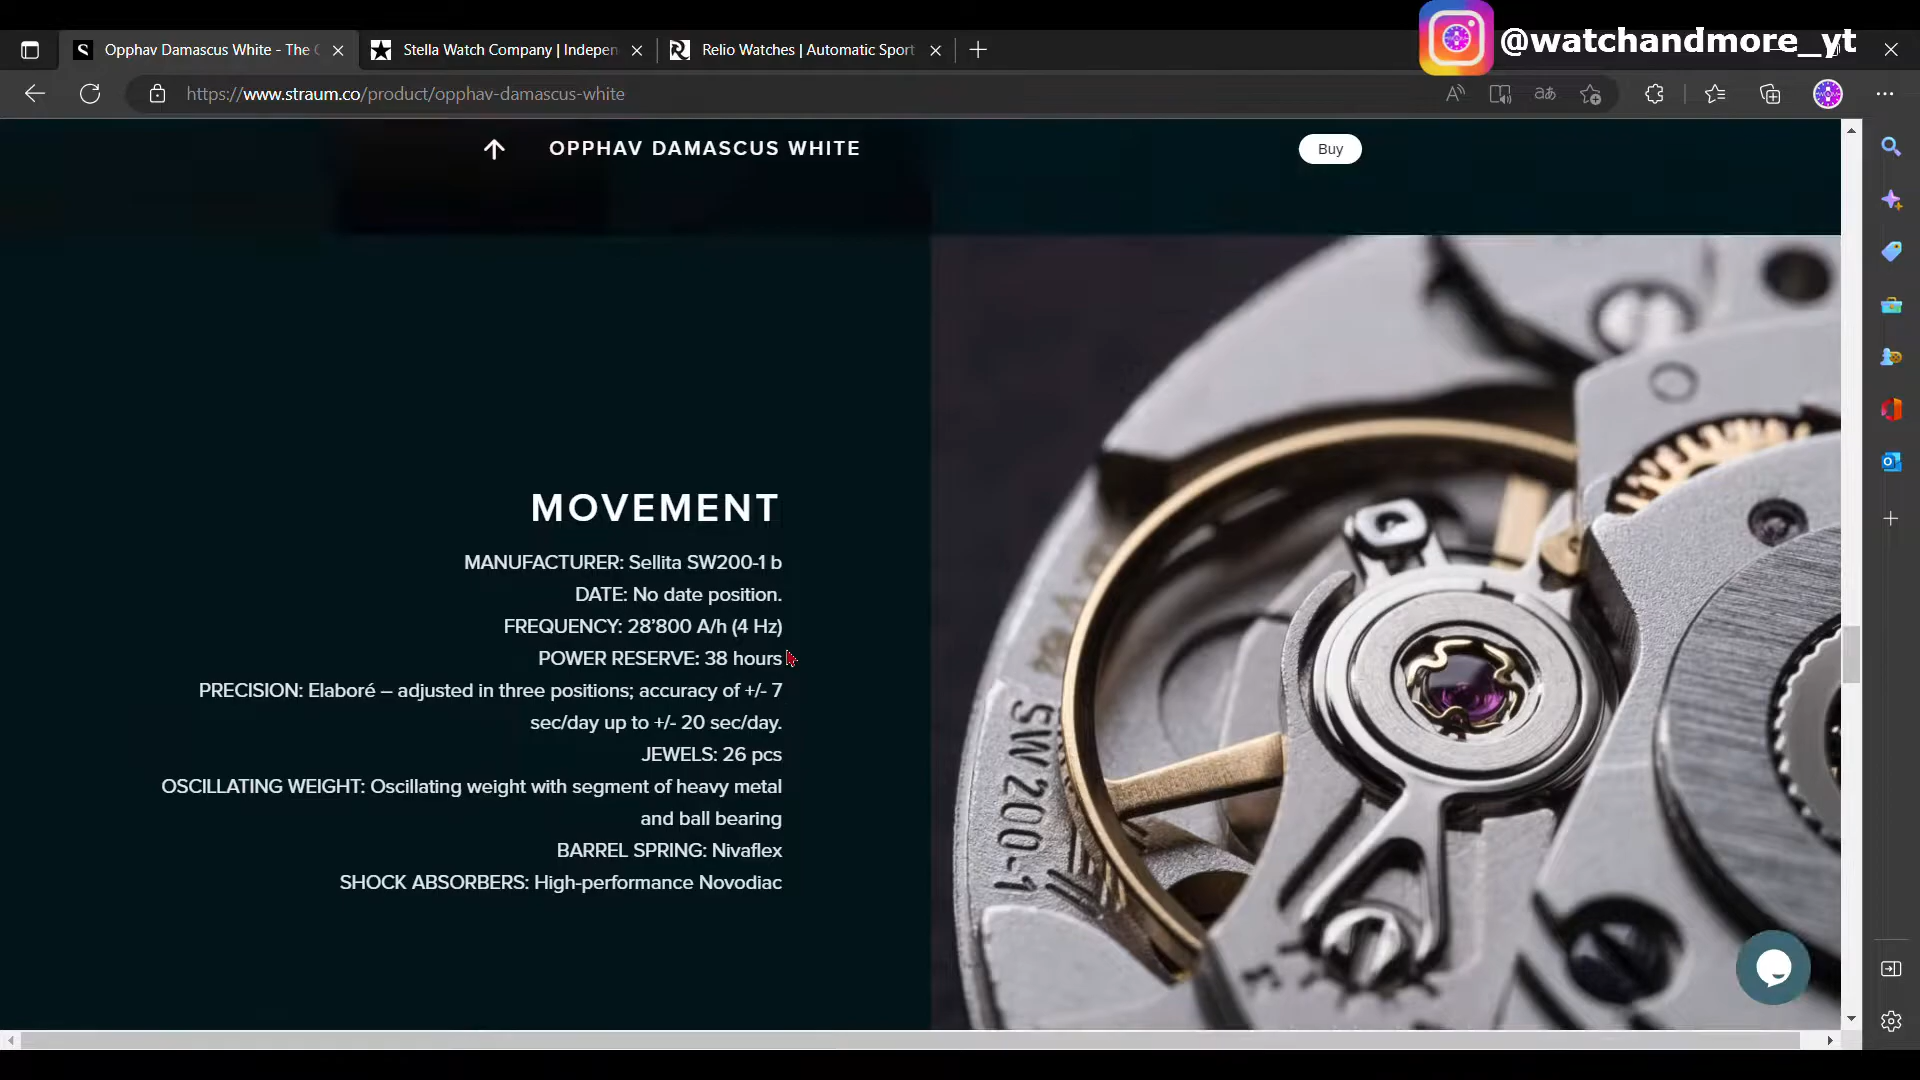 Opphav Damascus White - The
Stella Watch Company | Indepen
Relio Watches | Automatic Sport
@watchandmore_yt
https://www.straum.co/product/opphav-damascus-white
OPPHAV DAMASCUS WHITE
Buy
MOVEMENT
MANUFACTURER: Sellita SW200-1 b
DATE: No date position.
FREQUENCY: 28’800 A/h (4 Hz)
POWER RESERVE: 38 hours
PRECISION: Elaboré – adjusted in three positions; accuracy of +/- 7
sec/day up to +/- 20 sec/day.
JEWELS: 26 pcs
OSCILLATING WEIGHT: Oscillating weight with segment of heavy metal
and ball bearing
BARREL SPRING: Nivaflex
SHOCK ABSORBERS: High-performance Novodiac
SW200-1